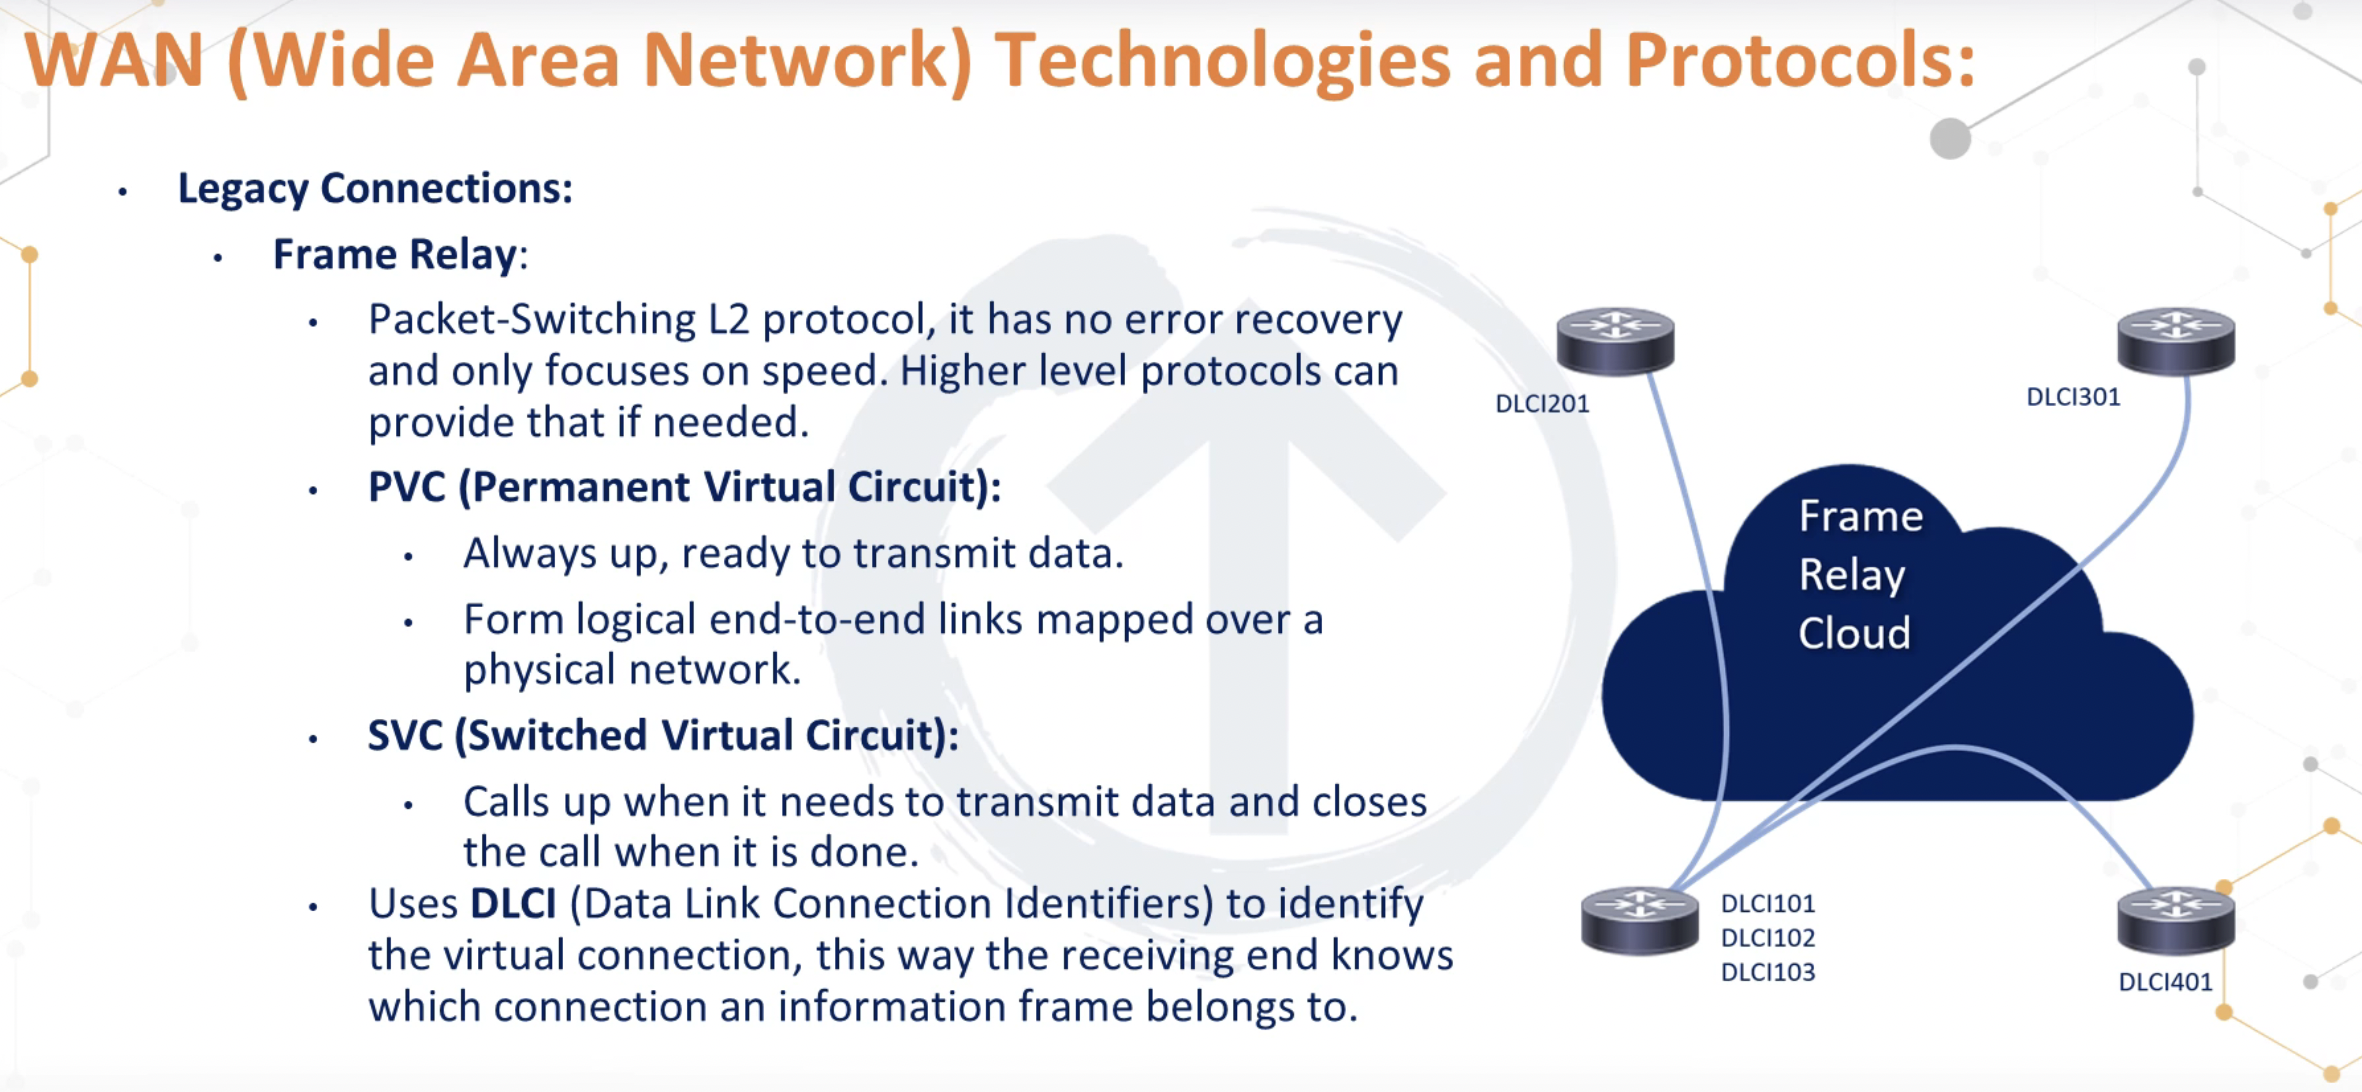 WAN (Wide Area Network) Technologies and Protocols:
• Legacy Connections:
• Frame Relay:
• Packet-Switching L2 protocol, it has no error recovery
and only focuses on speed. Higher level protocols can
provide that if needed.
• PVC (Permanent Virtual Circuit):
• Always up, ready to transmit data.
• Form logical end-to-end links mapped over a
physical network.
• SVC (Switched Virtual Circuit):
• Calls up when it needs to transmit data and closes
the call when it is done.
• Uses DLCI (Data Link Connection Identifiers) to identify
the virtual connection, this way the receiving end knows
which connection an information frame belongs to.
DLCI201
DLCI301
Frame
Relay
Cloud
DLCI101
DLCI102
DLCI103
DLCI401